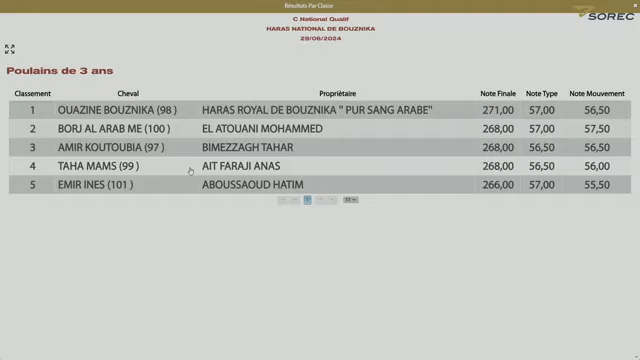 Résultats Par Classe
C National Qualif
HARAS NATIONAL DE BOUZNIKA
29/06/2024
SOREC
Poulains de 3 ans
Classement Cheval Propriétaire Note Finale Note Type Note Mouvement
1 OUAZINE BOUZNIKA (98 ) HARAS ROYAL DE BOUZNIKA " PUR SANG ARABE" 271,00 57,00 56,50
2 BORJ AL ARAB ME (100 ) EL ATOUANI MOHAMMED 268,00 57,00 57,50
3 AMIR KOUTOUBIA (97 ) BIMEZZAGH TAHAR 268,00 56,50 56,50
4 TAHA MAMS (99 ) AIT FARAJI ANAS 268,00 56,50 56,00
5 EMIR INES (101 ) ABOUSSAOUD HATIM 266,00 57,00 55,50
1